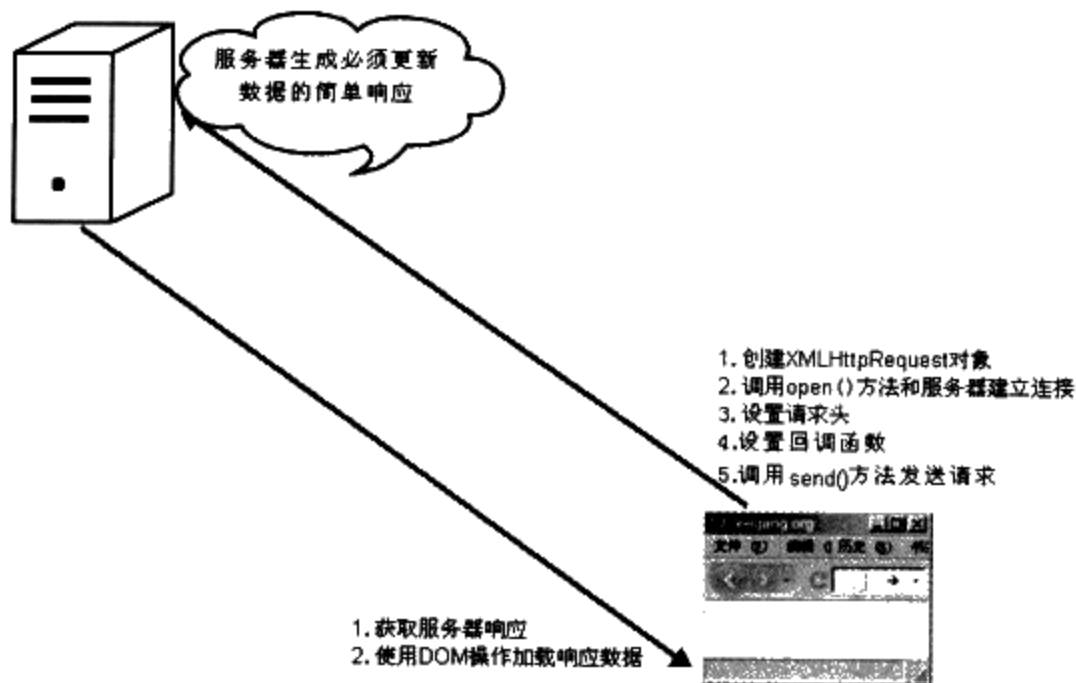 服务器生成必须更新
数据的简单响应
1. 创建XMLHttpRequest对象
2. 调用open()方法和服务器建立连接
3. 设置请求头
4.设置回调函数
5.调用send()方法发送请求
文件 编辑 历史
1. 获取服务器响应
2. 使用DOM操作加载响应数据